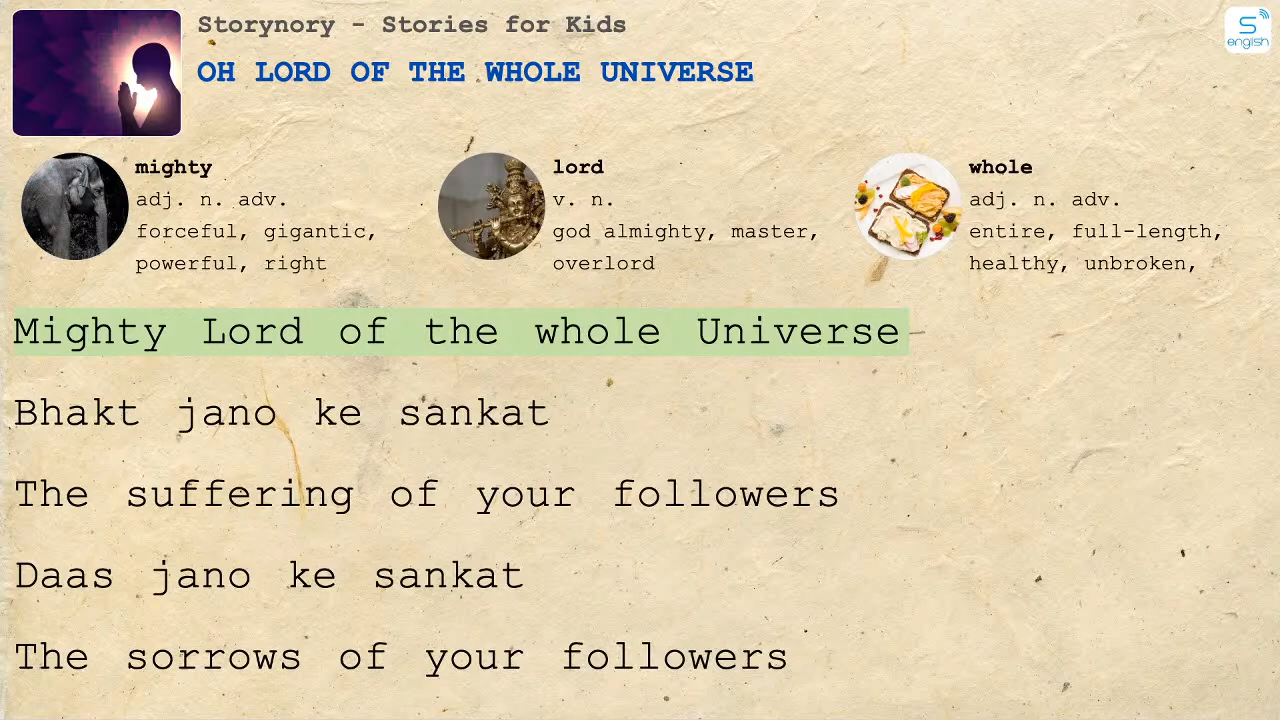 Storynory - Stories for Kids
OH LORD OF THE WHOLE UNIVERSE
S
english
mighty
adj. n. adv.
forceful, gigantic,
powerful, right
lord
v. n.
god almighty, master,
overlord
whole
adj. n. adv.
entire, full-length,
healthy, unbroken,
Mighty Lord of the whole Universe
Bhakt jano ke sankat
The suffering of your followers
Daas jano ke sankat
The sorrows of your followers